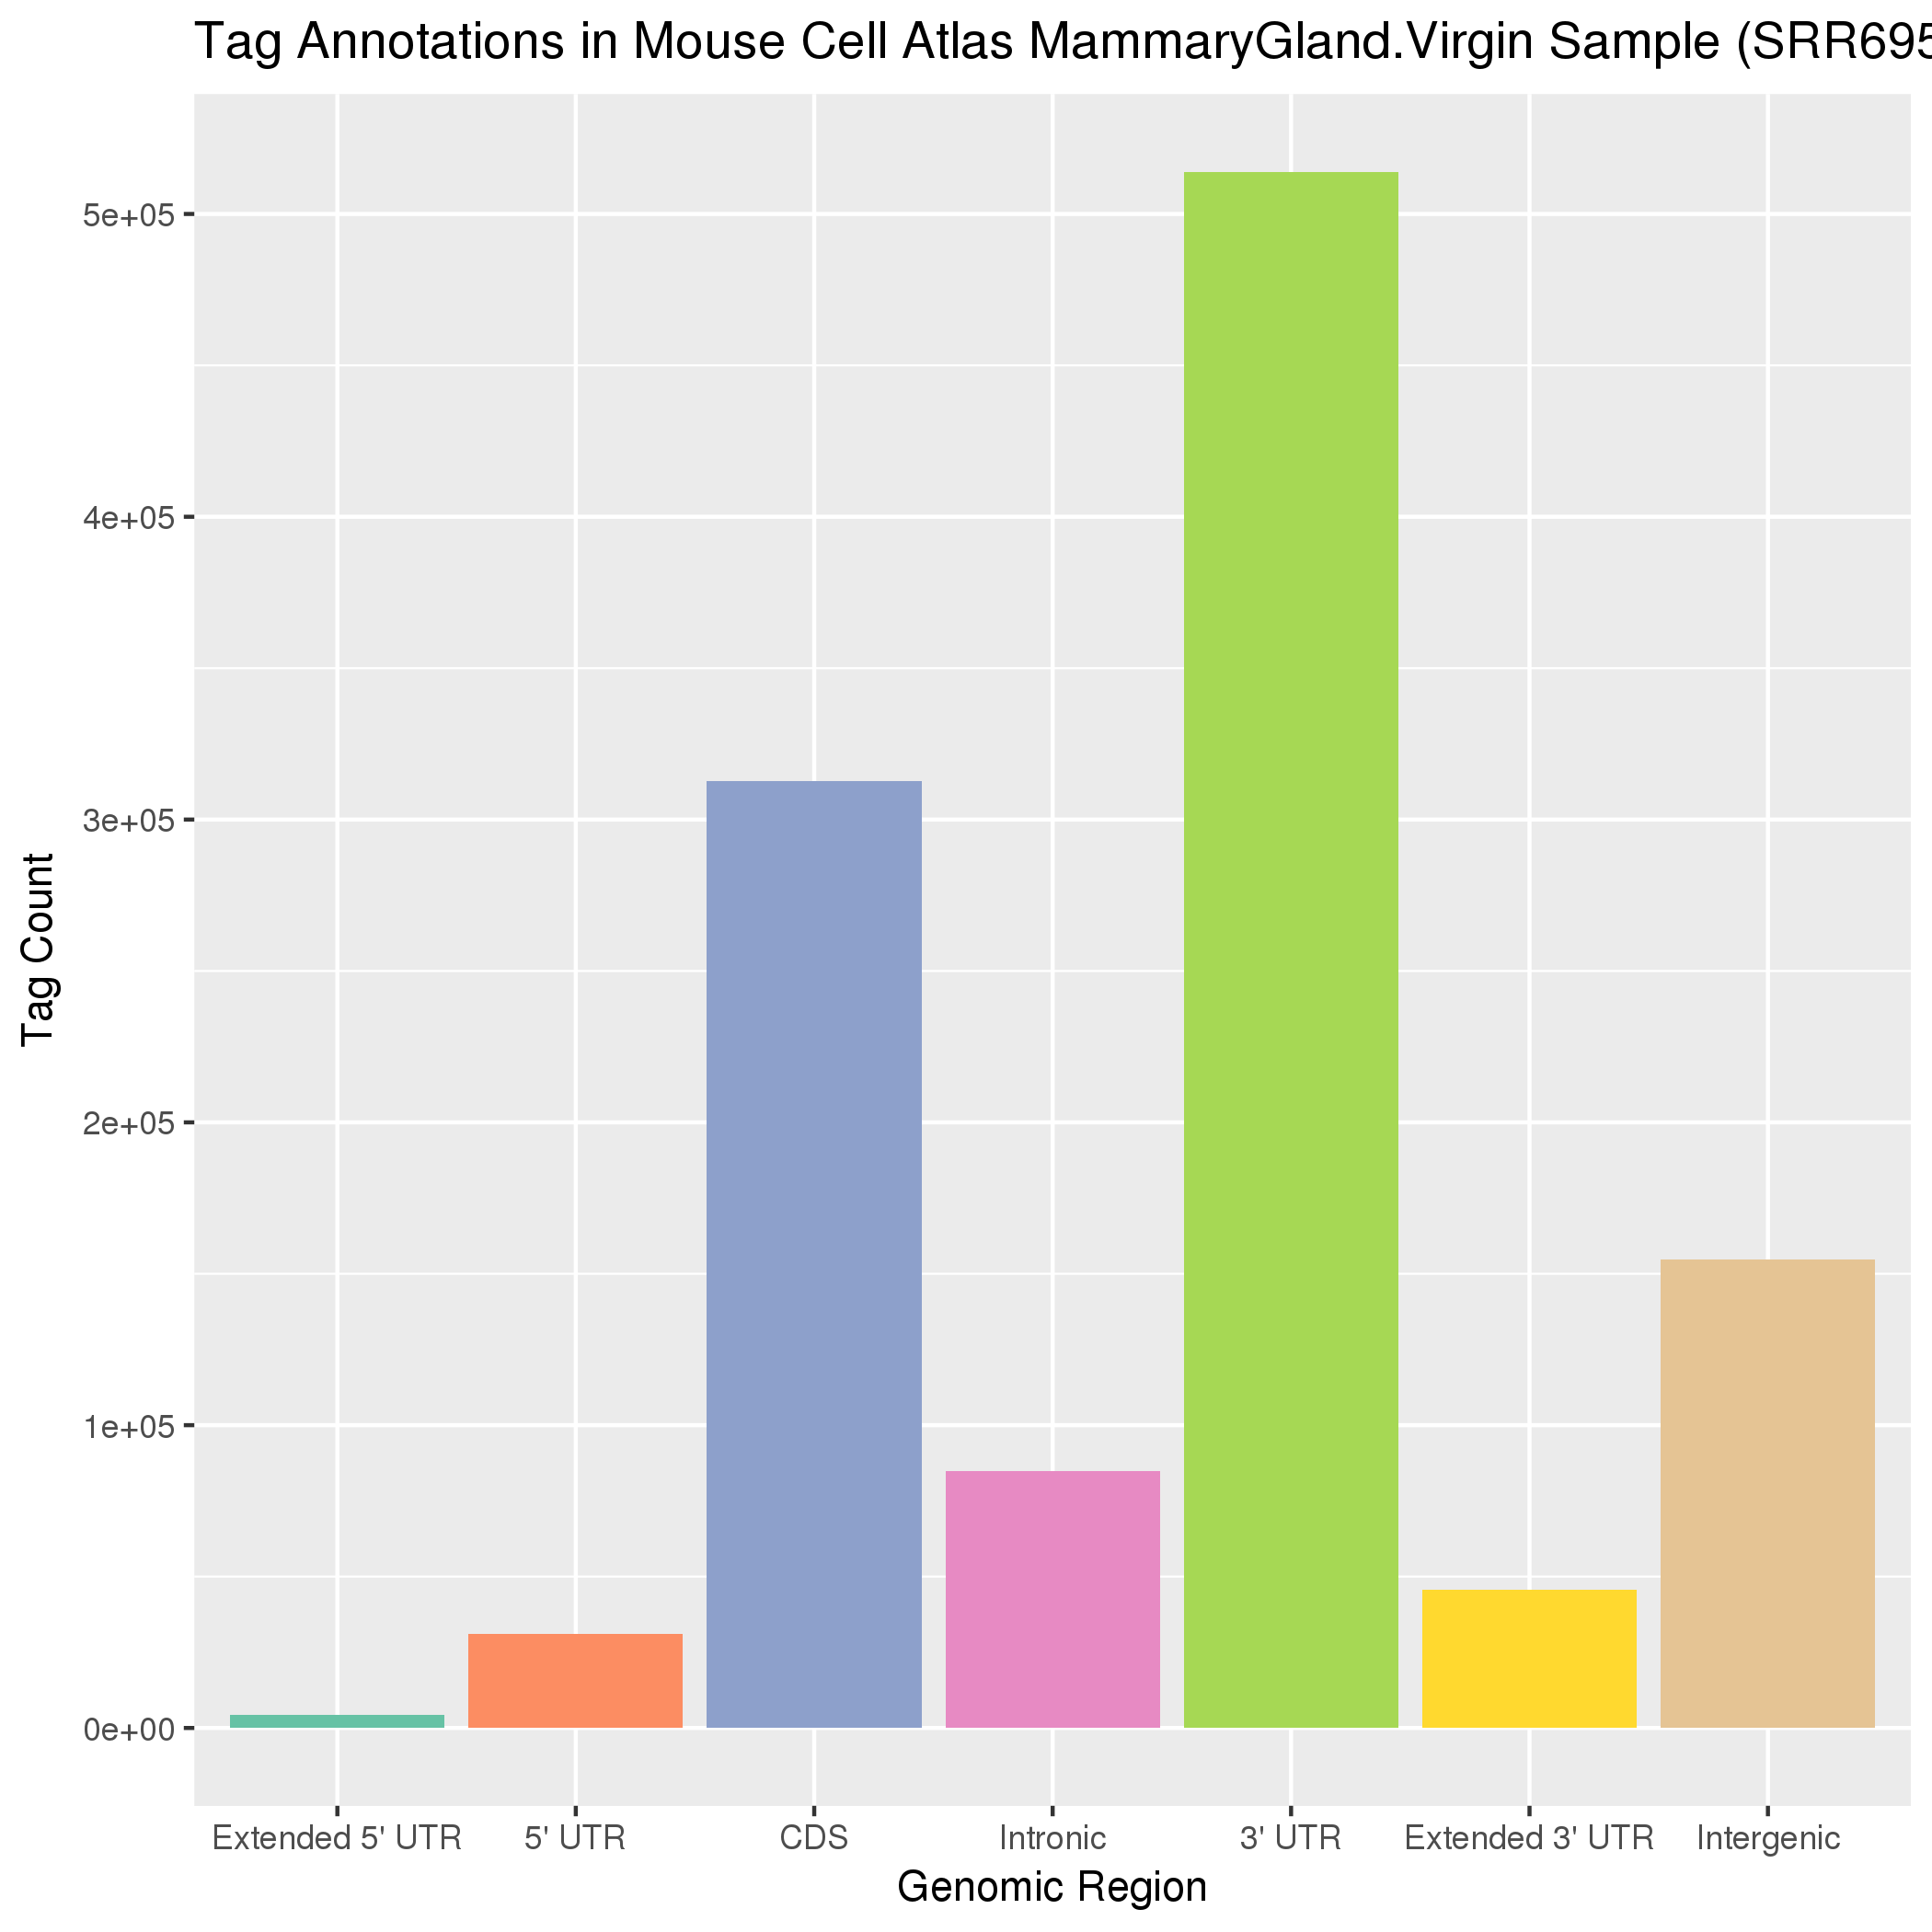 Tag Annotations in Mouse Cell Atlas MammaryGland.Virgin Sample (SRR695
5e+05
4e+05
3e+05
2e+05
1e+05
0e+00
Tag Count
Extended 5' UTR 5' UTR CDS Intronic 3' UTR Extended 3' UTR Intergenic
Genomic Region